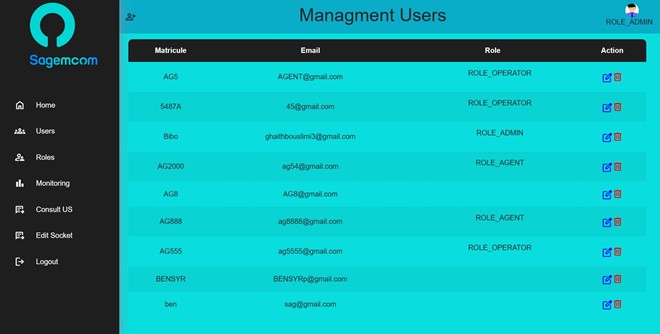 Sagemcom
Home
Users
Roles
Monitoring
Consult US
Edit Socket
Logout
Managment Users
ROLE_ADMIN
Matricule Email Role Action
AG5 AGENT@gmail.com ROLE_OPERATOR
5487A 45@gmail.com ROLE_OPERATOR
Bibo ghaithbouslimi3@gmail.com ROLE_ADMIN
AG2000 ag54@gmail.com ROLE_AGENT
AG8 AG8@gmail.com
AG888 ag8888@gmail.com ROLE_AGENT
AG555 ag5555@gmail.com ROLE_OPERATOR
BENSYR BENSYRp@gmail.com
ben sag@gmail.com